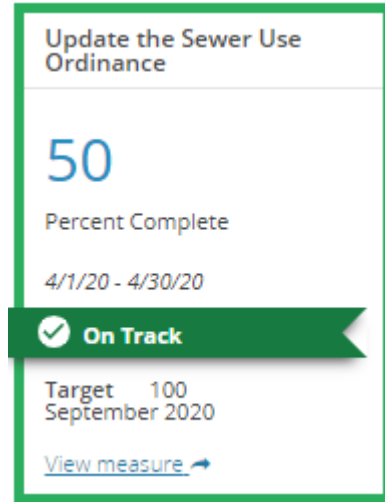 Update the Sewer Use
Ordinance
50
Percent Complete
4/1/20 - 4/30/20
On Track
Target 100
September 2020
View measure